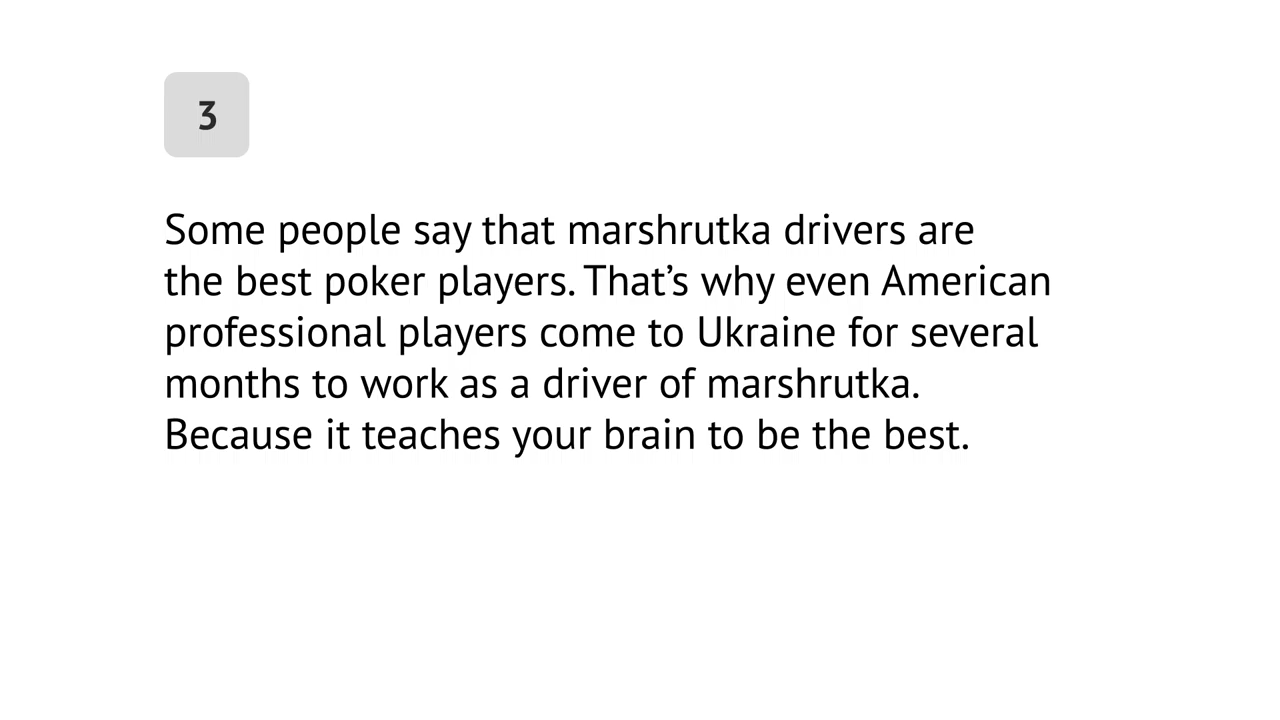 3
Some people say that marshrutka drivers are
the best poker players. That’s why even American
professional players come to Ukraine for several
months to work as a driver of marshrutka.
Because it teaches your brain to be the best.